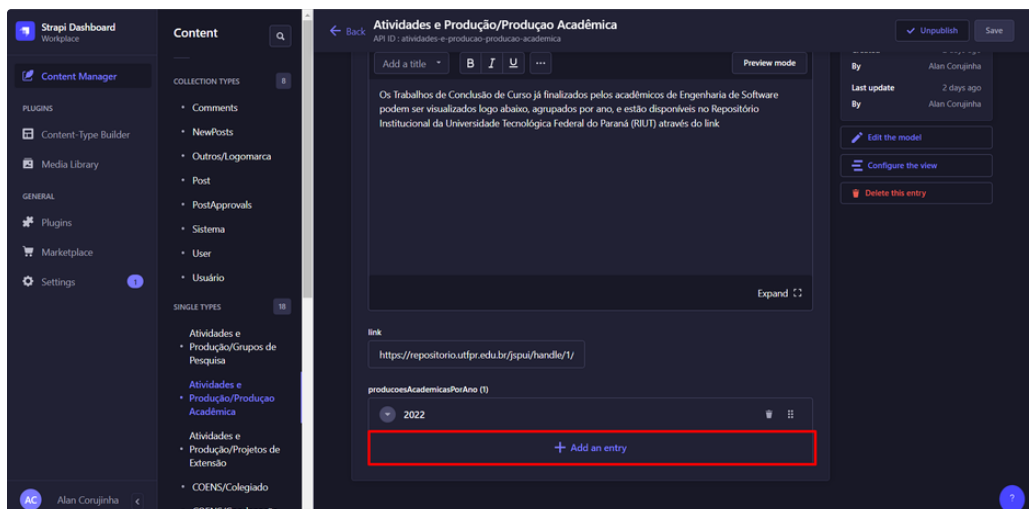 Strapi Dashboard
Workplace
Content Manager
PLUGINS
Content-Type Builder
Media Library
GENERAL
Plugins
Marketplace
Settings
1
AC
Alan Corujinha
Content
COLLECTION TYPES
8
Comments
NewPosts
Outros/Logomarca
Post
PostApprovals
Sistema
User
Usuário
SINGLE TYPES
18
Atividades e
Produção/Grupos de
Pesquisa
Atividades e
Produção/Produçao
Acadêmica
Atividades e
Produção/Projetos de
Extensão
COENS/Colegiado
Back
Atividades e Produção/Produçao Acadêmica
API ID : atividades-e-producao-producao-academica
Unpublish
Save
Add a title
B I U ...
Preview mode
Os Trabalhos de Conclusão de Curso já finalizados pelos acadêmicos de Engenharia de Software
podem ser visualizados logo abaixo, agrupados por ano, e estão disponíveis no Repositório
Institucional da Universidade Tecnológica Federal do Paraná (RIUT) através do link
Expand
link
https://repositorio.utfpr.edu.br/jspui/handle/1/
producoesAcademicasPorAno (1)
2022
Add an entry
By
Alan Corujinha
Last update
2 days ago
By
Alan Corujinha
Edit the model
Configure the view
Delete this entry
?